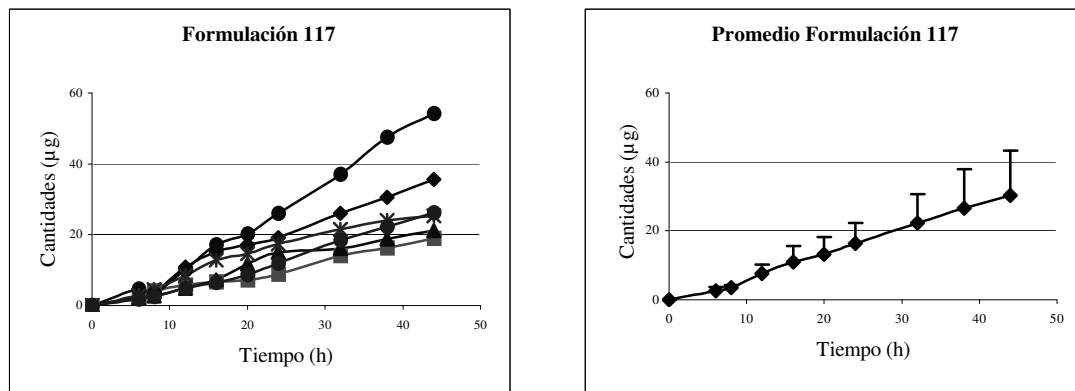 Formulación 117
60
40
20
0
Cantidades (µg)
0 10 20 30 40 50
Tiempo (h)
Promedio Formulación 117
60
40
20
0
Cantidades (µg)
0 10 20 30 40 50
Tiempo (h)